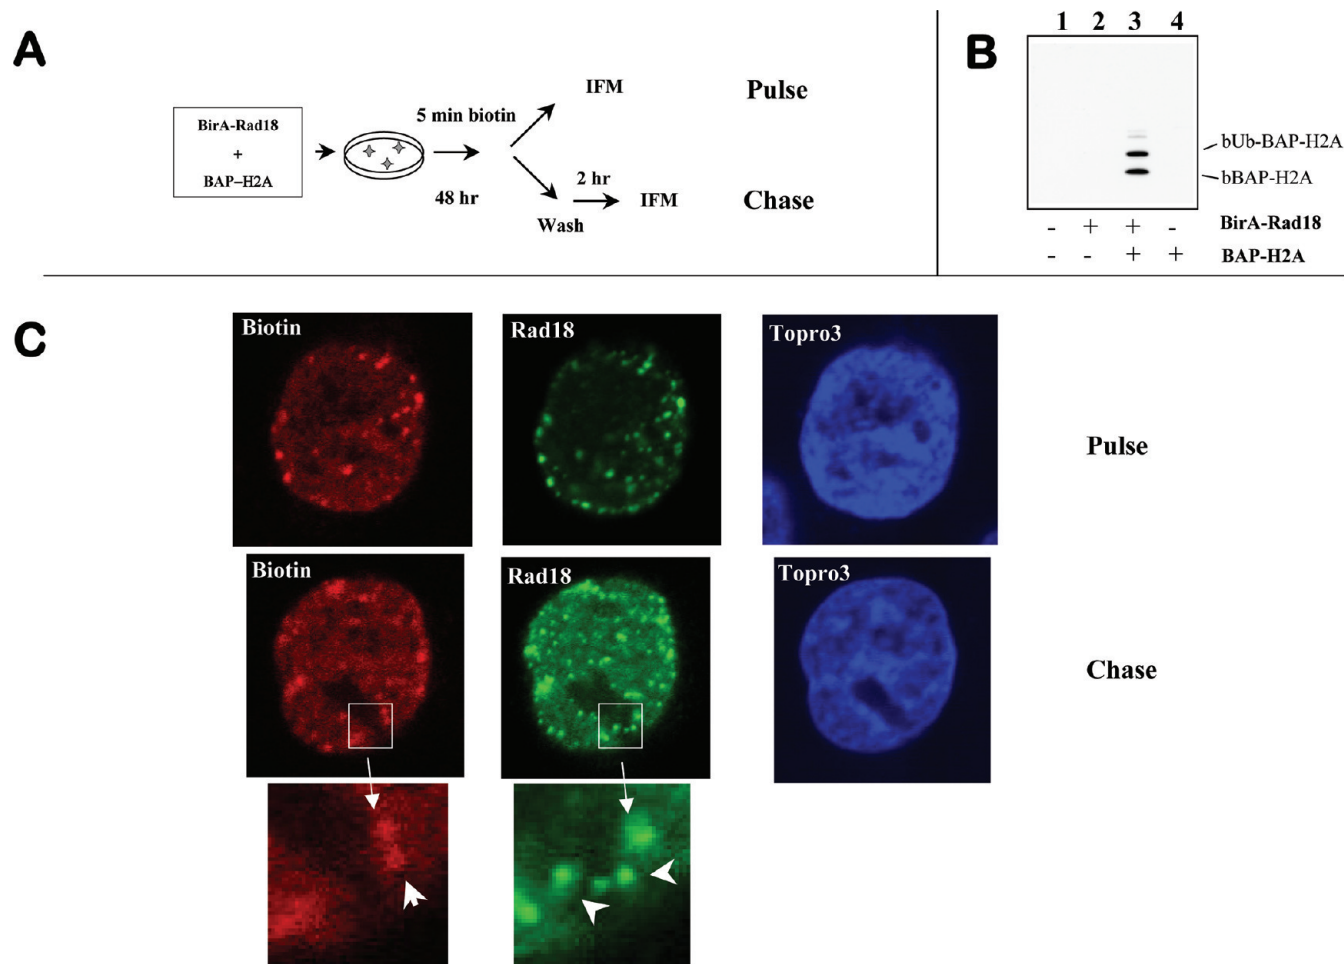 A
BirA-Rad18
+
BAP–H2A
5 min biotin
48 hr
IFM
Pulse
2 hr
Wash
IFM
Chase
B
1 2 3 4
bUb-BAP-H2A
bBAP-H2A
- + + - BirA-Rad18
- - + + BAP-H2A
C
Biotin Rad18 Topro3
Pulse
Biotin Rad18 Topro3
Chase